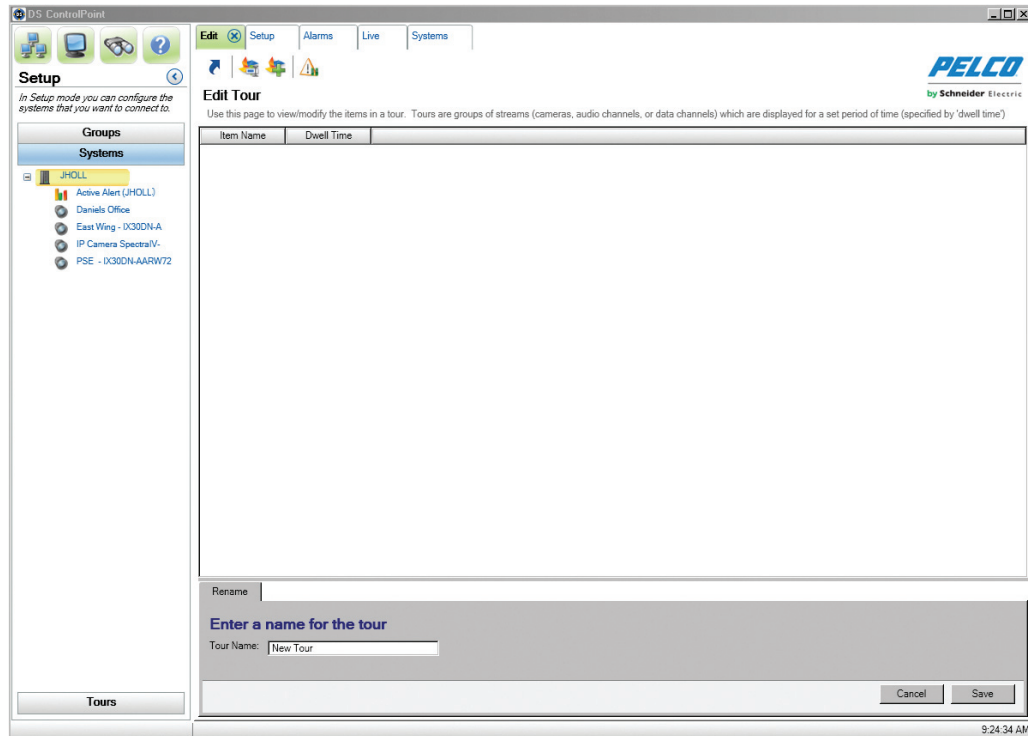 DS ControlPoint
Edit Setup Alarms Live Systems
Setup
In Setup mode you can configure the
systems that you want to connect to.
Groups
Systems
JHOLL
Active Alert (JHOLL)
Daniels Office
East Wing - IX30DN-A
IP Camera SpectraIV-
PSE - IX30DN-AARW72
Tours
PELCO
by Schneider Electric
Edit Tour
Use this page to view/modify the items in a tour. Tours are groups of streams (cameras, audio channels, or data channels) which are displayed for a set period of time (specified by 'dwell time')
Item Name Dwell Time
Rename
Enter a name for the tour
Tour Name: New Tour
Cancel Save
9:24:34 AM